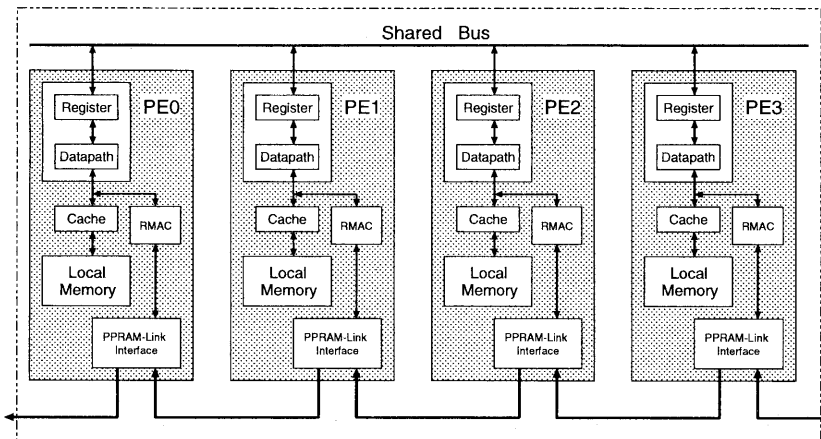 Shared Bus
PE0
Register
Datapath
Cache
RMAC
Local
Memory
PPRAM-Link
Interface
PE1
Register
Datapath
Cache
RMAC
Local
Memory
PPRAM-Link
Interface
PE2
Register
Datapath
Cache
RMAC
Local
Memory
PPRAM-Link
Interface
PE3
Register
Datapath
Cache
RMAC
Local
Memory
PPRAM-Link
Interface